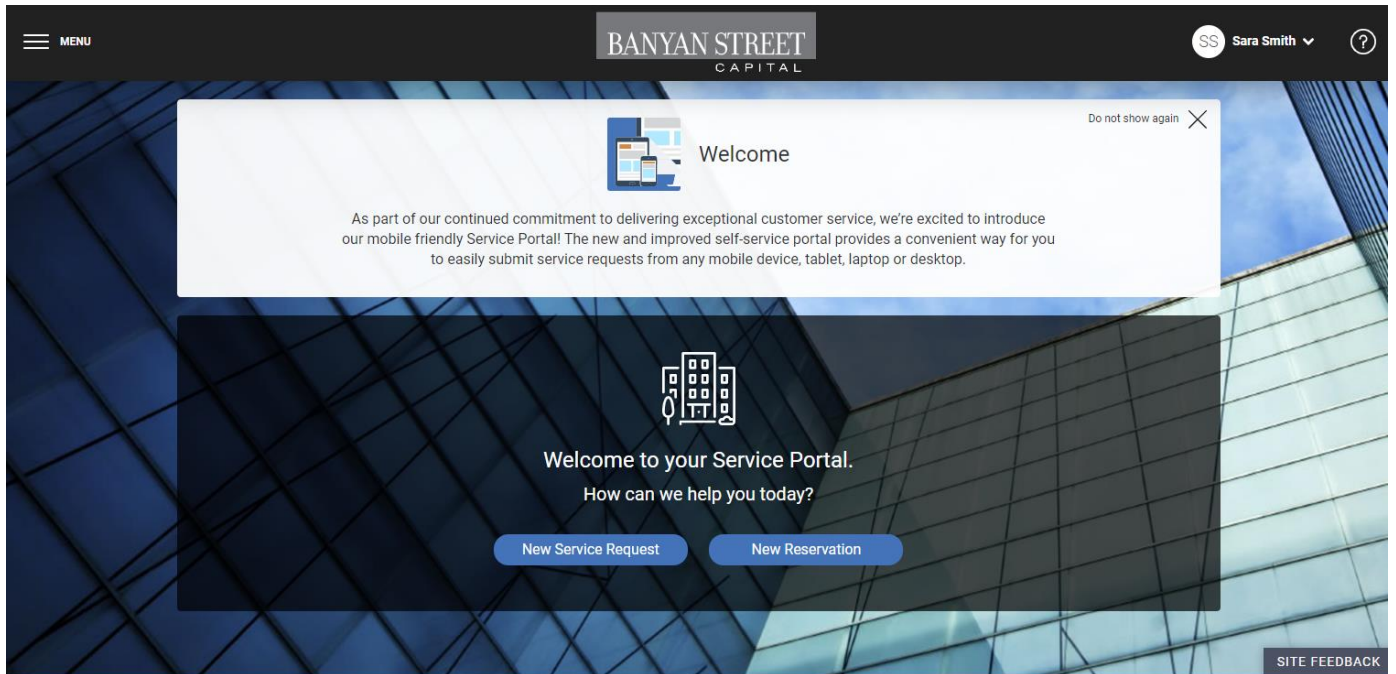 MENU
BANYAN STREET
CAPITAL
SS Sara Smith
?
Do not show again
Welcome
As part of our continued commitment to delivering exceptional customer service, we’re excited to introduce
our mobile friendly Service Portal! The new and improved self-service portal provides a convenient way for you
to easily submit service requests from any mobile device, tablet, laptop or desktop.
Welcome to your Service Portal.
How can we help you today?
New Service Request
New Reservation
SITE FEEDBACK